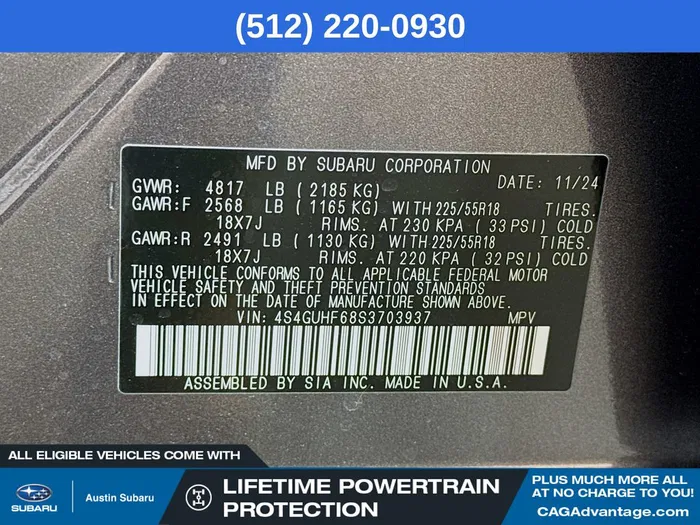 (512) 220-0930
MFD BY SUBARU CORPORATION
DATE: 11/24
GVWR: 4817 LB (2185 KG)
GAWR:F 2568 LB (1165 KG) WITH 225/55R18 TIRES.
18X7J RIMS. AT 230 KPA (33 PSI) COLD
GAWR:R 2491 LB (1130 KG) WITH 225/55R18 TIRES.
18X7J RIMS. AT 220 KPA (32 PSI) COLD
THIS VEHICLE CONFORMS TO ALL APPLICABLE FEDERAL MOTOR
VEHICLE SAFETY AND THEFT PREVENTION STANDARDS
IN EFFECT ON THE DATE OF MANUFACTURE SHOWN ABOVE.
VIN: 4S4GUHF68S3703937 MPV
ASSEMBLED BY SIA INC. MADE IN U.S.A.
ALL ELIGIBLE VEHICLES COME WITH
SUBARU
Austin Subaru
LIFETIME POWERTRAIN
PROTECTION
PLUS MUCH MORE ALL
AT NO CHARGE TO YOU!
CAGAdvantage.com